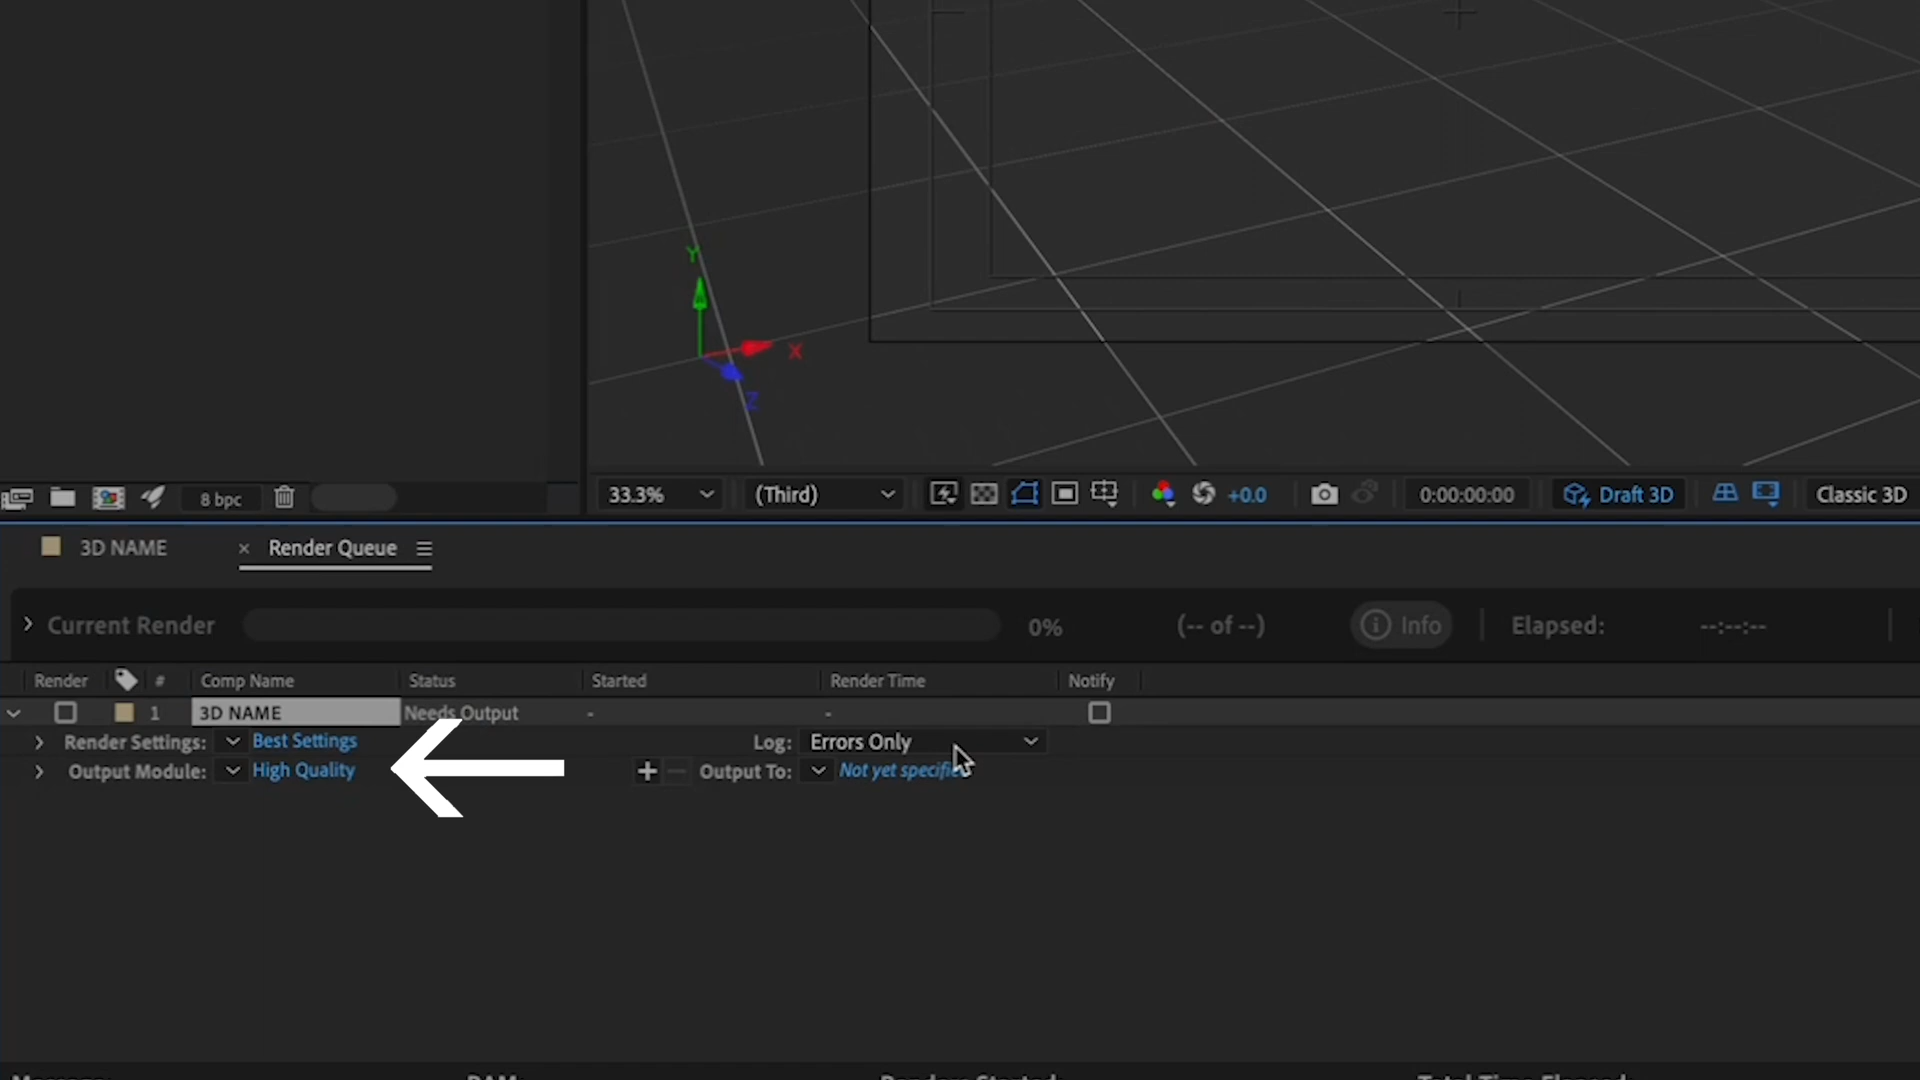 Y
X
Z
8 bpc
33.3%
(Third)
+0.0
0:00:00:00
Draft 3D
Classic 3D
3D NAME
× Render Queue
Current Render
0%
(-- of --)
Info
Elapsed:
--:--:--
Render # Comp Name Status Started Render Time Notify
1 3D NAME Needs Output - -
Render Settings: Best Settings Log: Errors Only
Output Module: High Quality + − Output To: Not yet specified